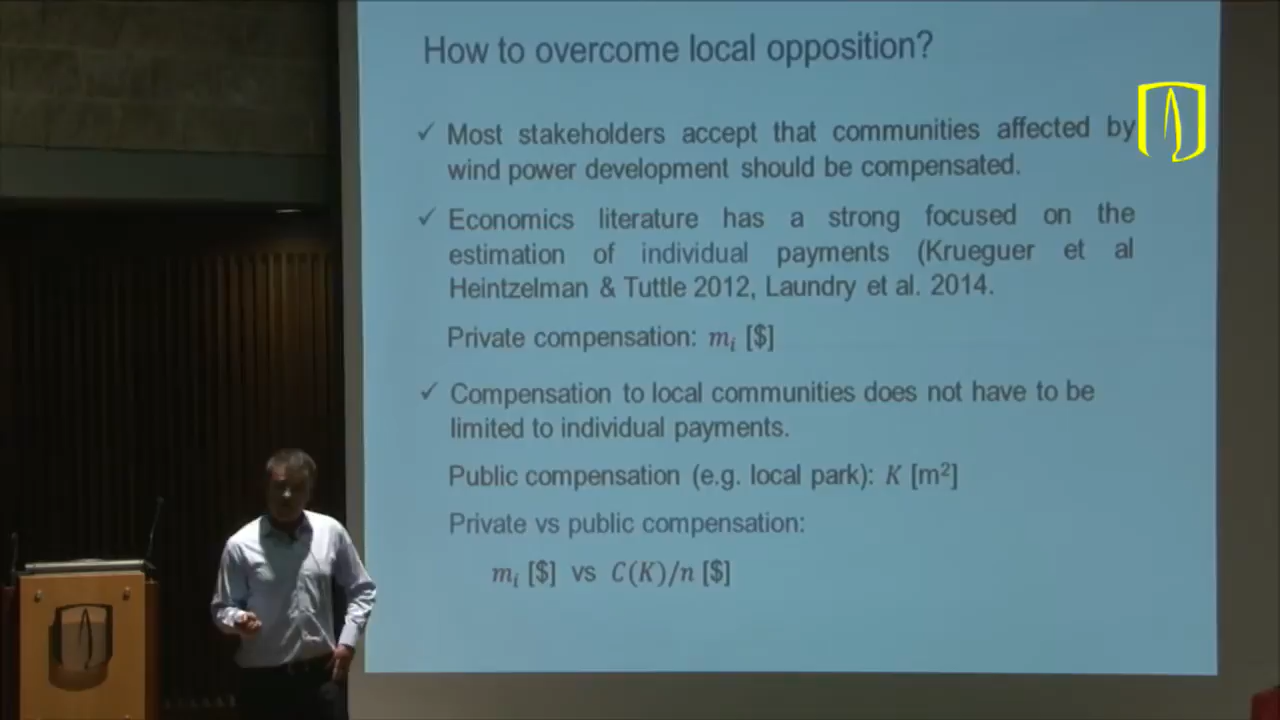 How to overcome local opposition?
✓ Most stakeholders accept that communities affected by
wind power development should be compensated.
✓ Economics literature has a strong focused on the
estimation of individual payments (Krueguer et al
Heintzelman & Tuttle 2012, Laundry et al. 2014.
Private compensation: mᵢ [$]
✓ Compensation to local communities does not have to be
limited to individual payments.
Public compensation (e.g. local park): K [m²]
Private vs public compensation:
mᵢ [$] vs C(K)/n [$]